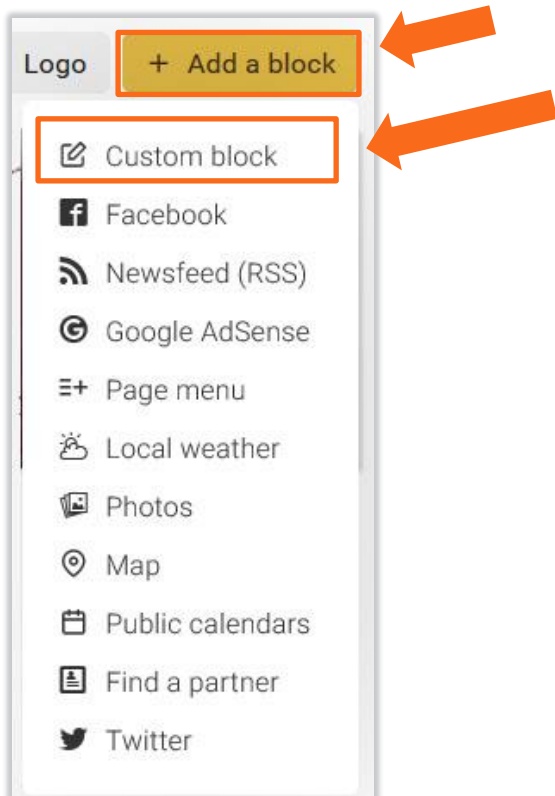 Logo + Add a block
Custom block
Facebook
Newsfeed (RSS)
Google AdSense
Page menu
Local weather
Photos
Map
Public calendars
Find a partner
Twitter